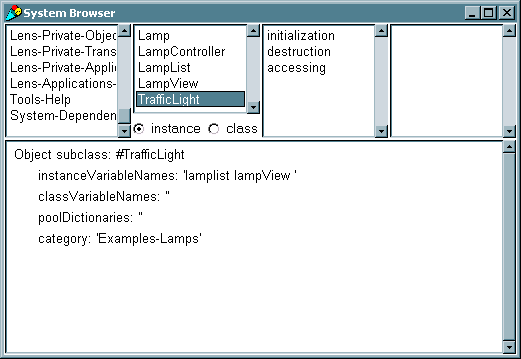 System Browser
Lens-Private-Objec
Lens-Private-Trans
Lens-Private-Applic
Lens-Applications-
Tools-Help
System-Dependen
Lamp
LampController
LampList
LampView
TrafficLight
instance
class
initialization
destruction
accessing
Object subclass: #TrafficLight
instanceVariableNames: 'lamplist lampView '
classVariableNames: ''
poolDictionaries: ''
category: 'Examples-Lamps'